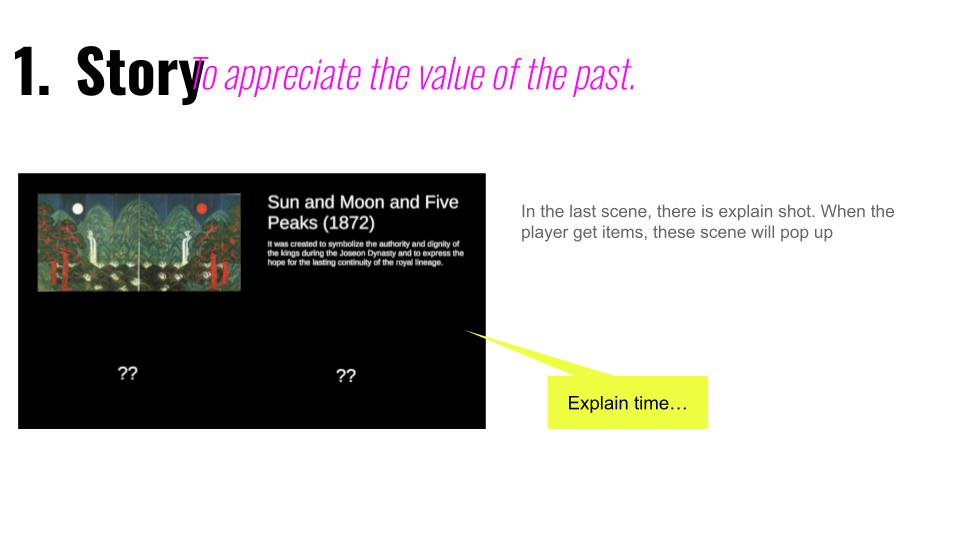 1. Story
To appreciate the value of the past.
Sun and Moon and Five
Peaks (1872)
It was created to symbolize the authority and dignity of
the kings during the Joseon Dynasty and to express the
hope for the lasting continuity of the royal lineage.
In the last scene, there is explain shot. When the
player get items, these scene will pop up
??
??
Explain time…